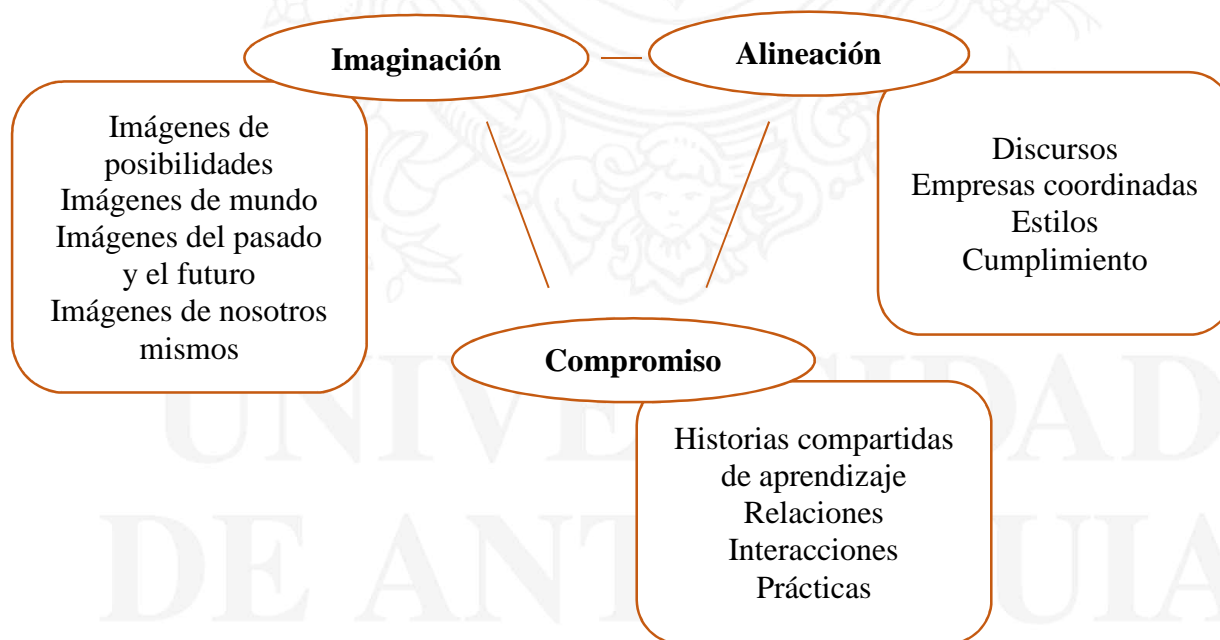 Imaginación
Alineación
Imágenes de
posibilidades
Imágenes de mundo
Imágenes del pasado
y el futuro
Imágenes de nosotros
mismos
Discursos
Empresas coordinadas
Estilos
Cumplimiento
Compromiso
Historias compartidas
de aprendizaje
Relaciones
Interacciones
Prácticas